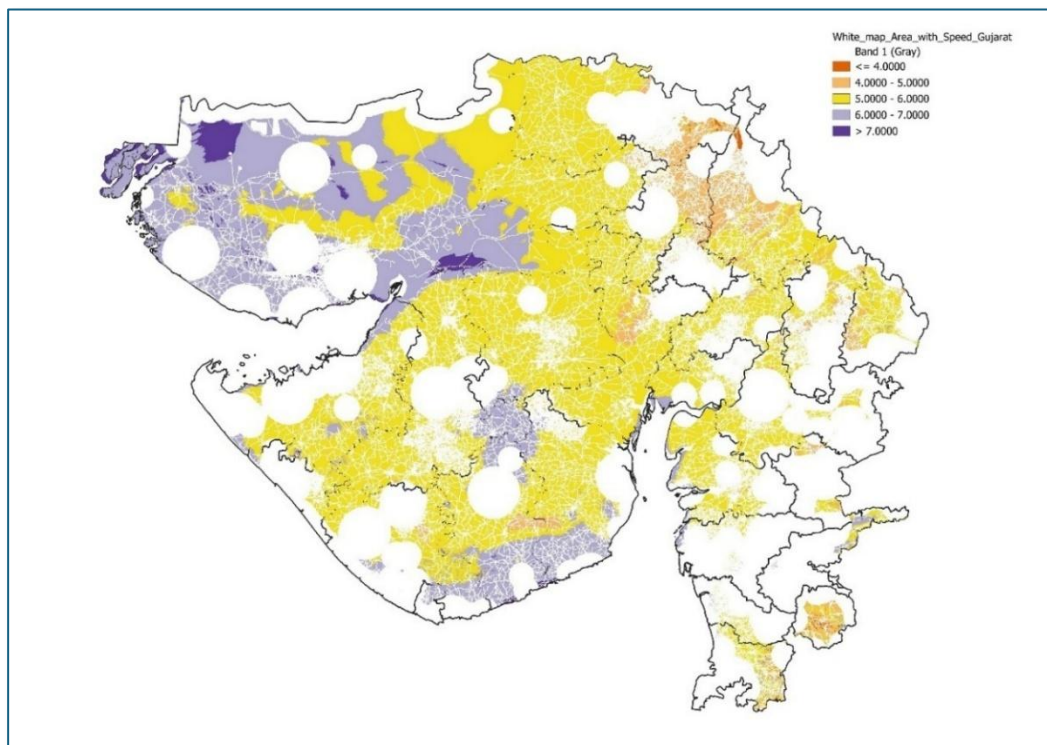 White_map_Area_with_Speed_Gujarat
Band 1 (Gray)
<= 4.0000
4.0000 - 5.0000
5.0000 - 6.0000
6.0000 - 7.0000
> 7.0000